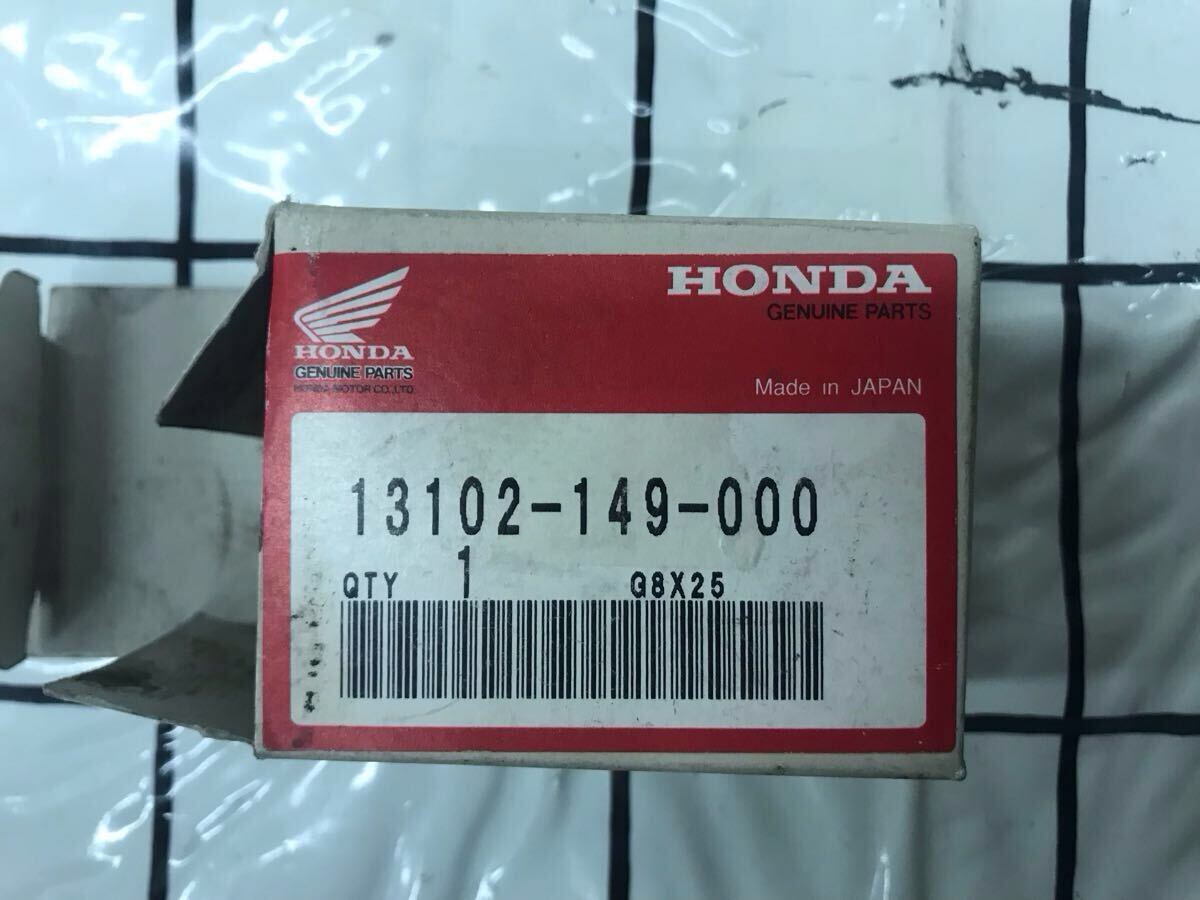 HONDA
GENUINE PARTS
HONDA MOTOR CO., LTD
HONDA
GENUINE PARTS
Made in JAPAN
13102-149-000
QTY 1 G8X25